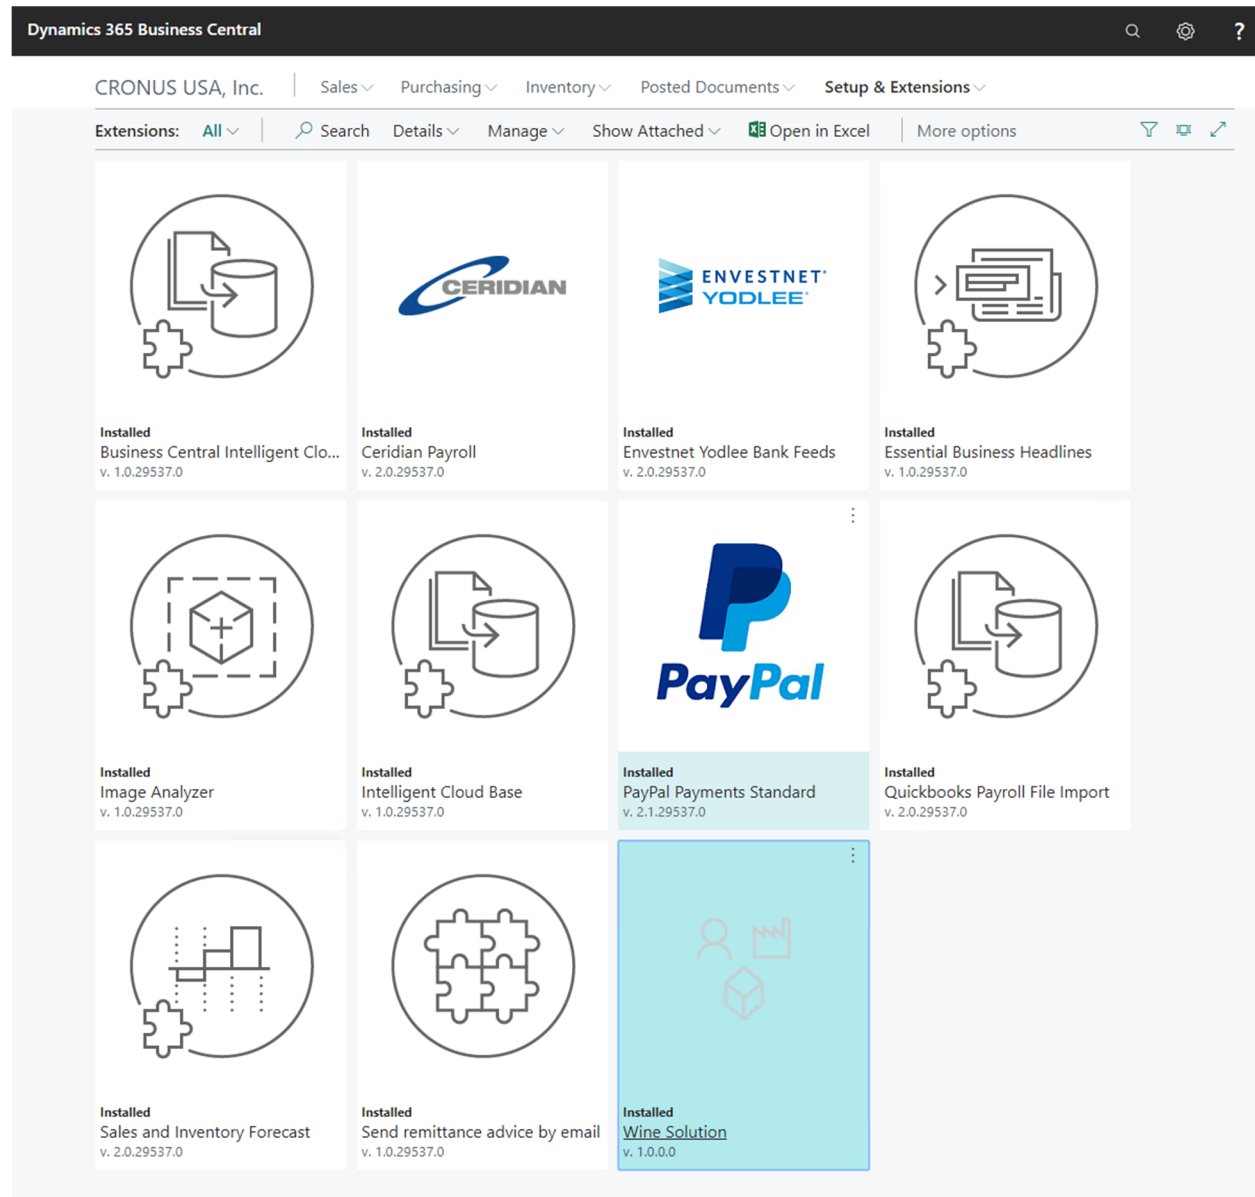 Dynamics 365 Business Central
?
CRONUS USA, Inc. Sales Purchasing Inventory Posted Documents Setup & Extensions
Extensions: All Search Details Manage Show Attached Open in Excel More options
CERIDIAN
ENVESTNET
YODLEE
Installed
Business Central Intelligent Clo...
v. 1.0.29537.0
Installed
Ceridian Payroll
v. 2.0.29537.0
Installed
Envestnet Yodlee Bank Feeds
v. 2.0.29537.0
Installed
Essential Business Headlines
v. 1.0.29537.0
PayPal
Installed
Image Analyzer
v. 1.0.29537.0
Installed
Intelligent Cloud Base
v. 1.0.29537.0
Installed
PayPal Payments Standard
v. 2.1.29537.0
Installed
Quickbooks Payroll File Import
v. 2.0.29537.0
Installed
Sales and Inventory Forecast
v. 2.0.29537.0
Installed
Send remittance advice by email
v. 1.0.29537.0
Installed
Wine Solution
v. 1.0.0.0